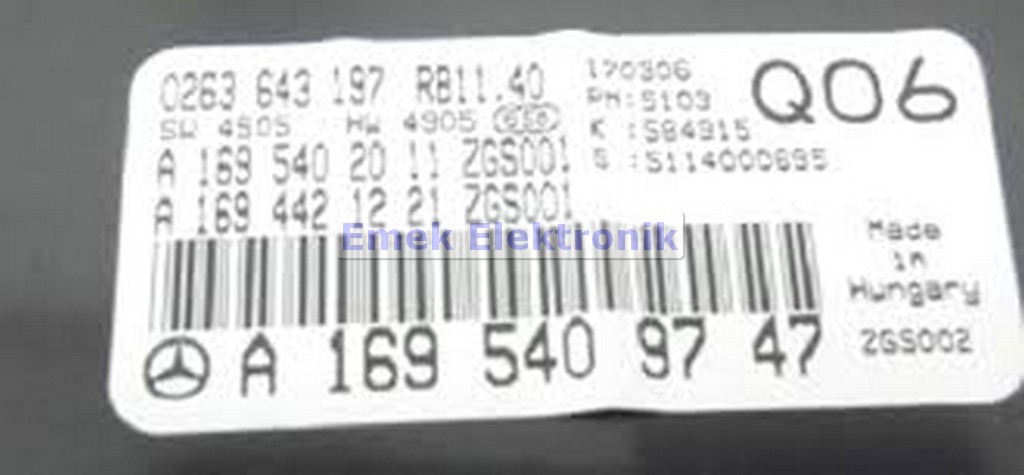 0263 643 197 RB11.40
SW 4905 HW 4905
A 169 540 20 11 ZGS001
A 169 442 12 21 ZGS001
170306
PN:5103
K :584915
S :5114000695
Q06
Emek Elektronik
Made
in
Hungary
ZGS002
A 169 540 97 47